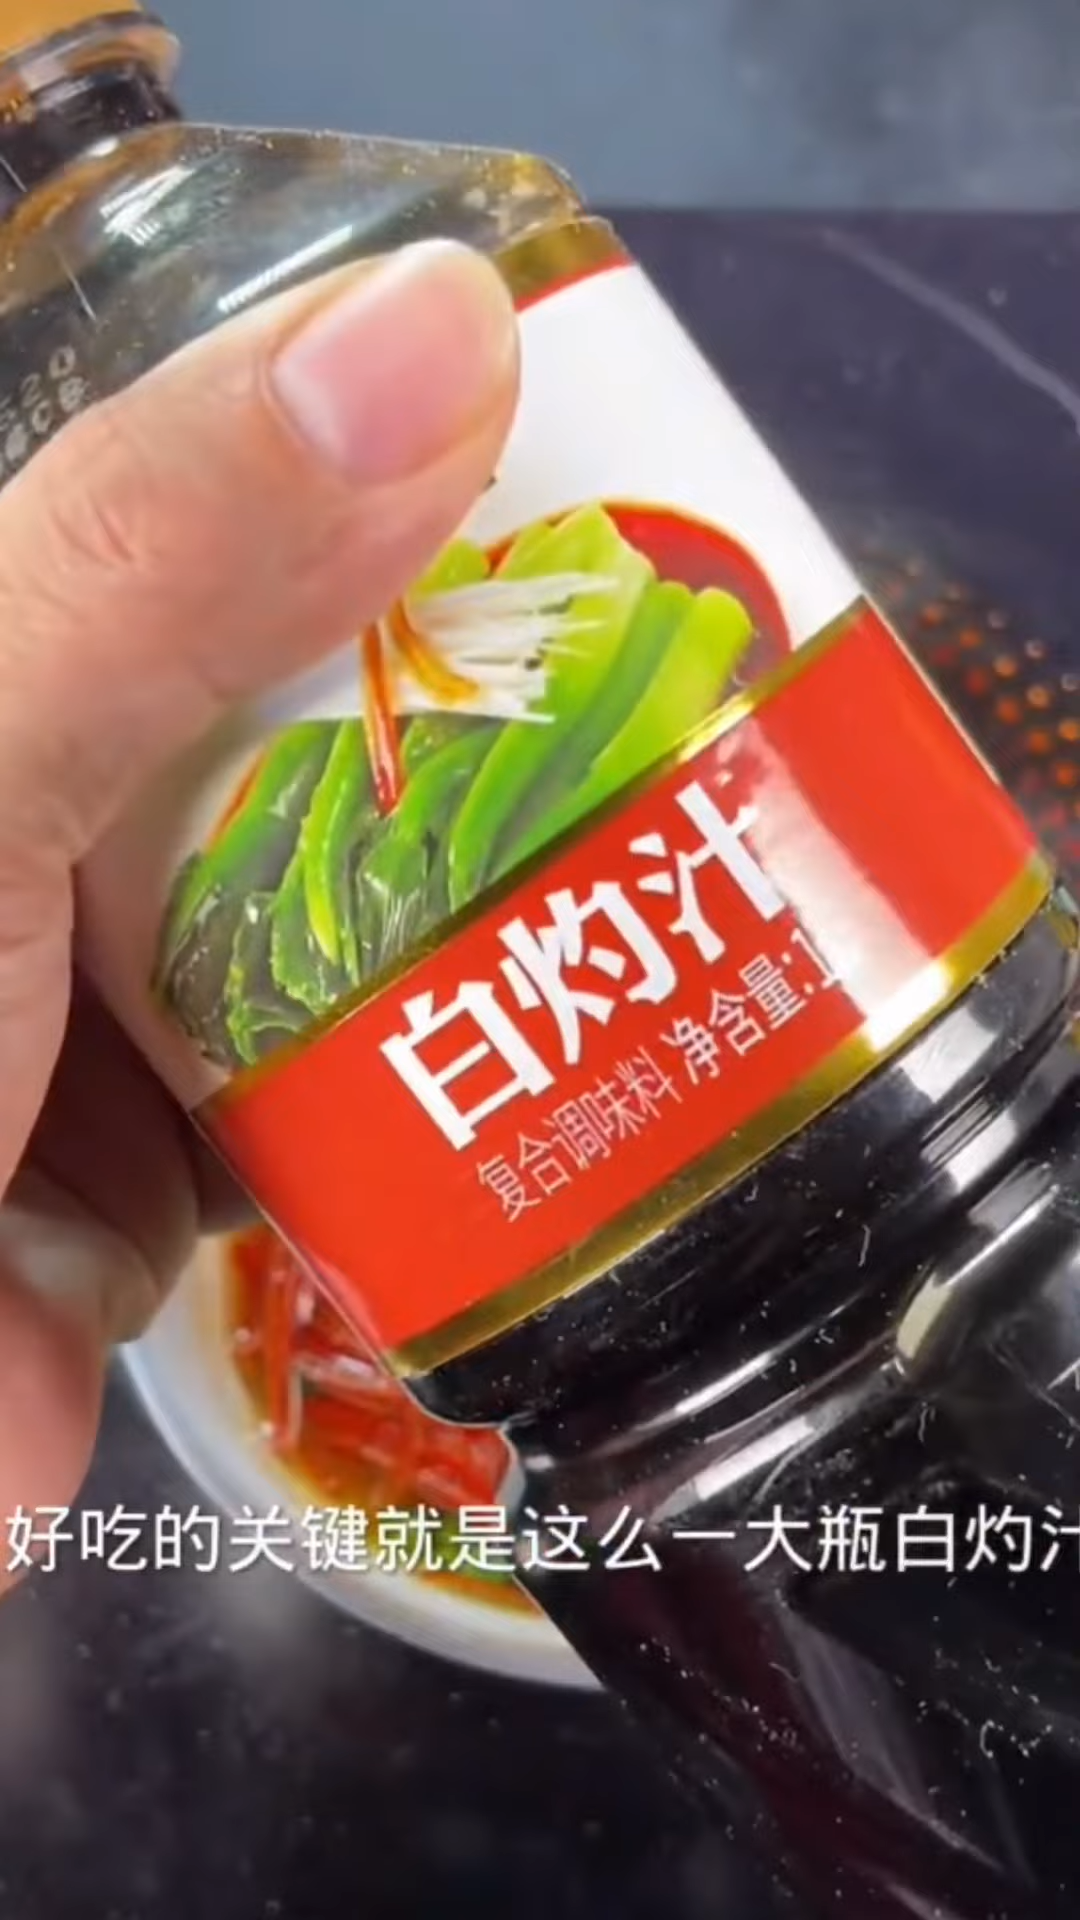 白灼汁
复合调味料 净含量:1
好吃的关键就是这么一大瓶白灼汁